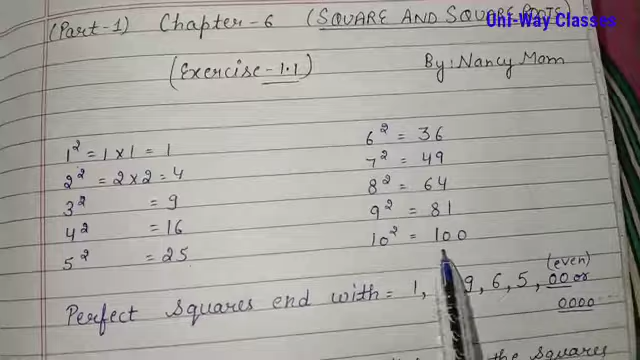 Uni-Way Classes
(Part-1) Chapter-6 (SQUARE AND SQUARE ROOTS)
(Exercise-1.1) By: Nancy Mam
1² = 1 × 1 = 1
2² = 2 × 2 = 4
3² = 9
4² = 16
5² = 25
6² = 36
7² = 49
8² = 64
9² = 81
10² = 100
(even)
Perfect squares end with = 1, 9, 6, 5, 00 or
0000
the squares